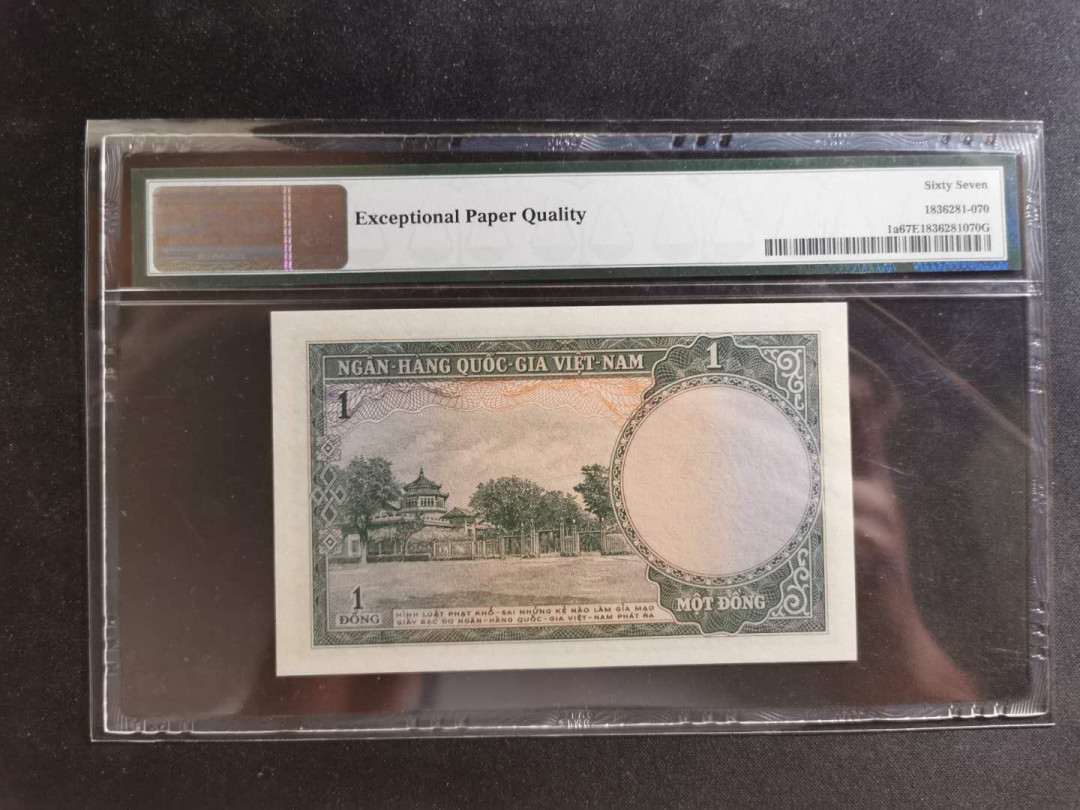 Sixty Seven
Exceptional Paper Quality
1836281-070
1a67E1836281070G
NGÂN-HÀNG QUỐC-GIA VIỆT-NAM
1
1
1
ĐỒNG
HÌNH LUẬT PHẠT KHỔ-SAI NHỮNG KẺ NÀO LÀM GIẢ MẠO
GIẤY BẠC DO NGÂN-HÀNG QUỐC-GIA VIỆT-NAM PHÁT RA
MỘT ĐỒNG